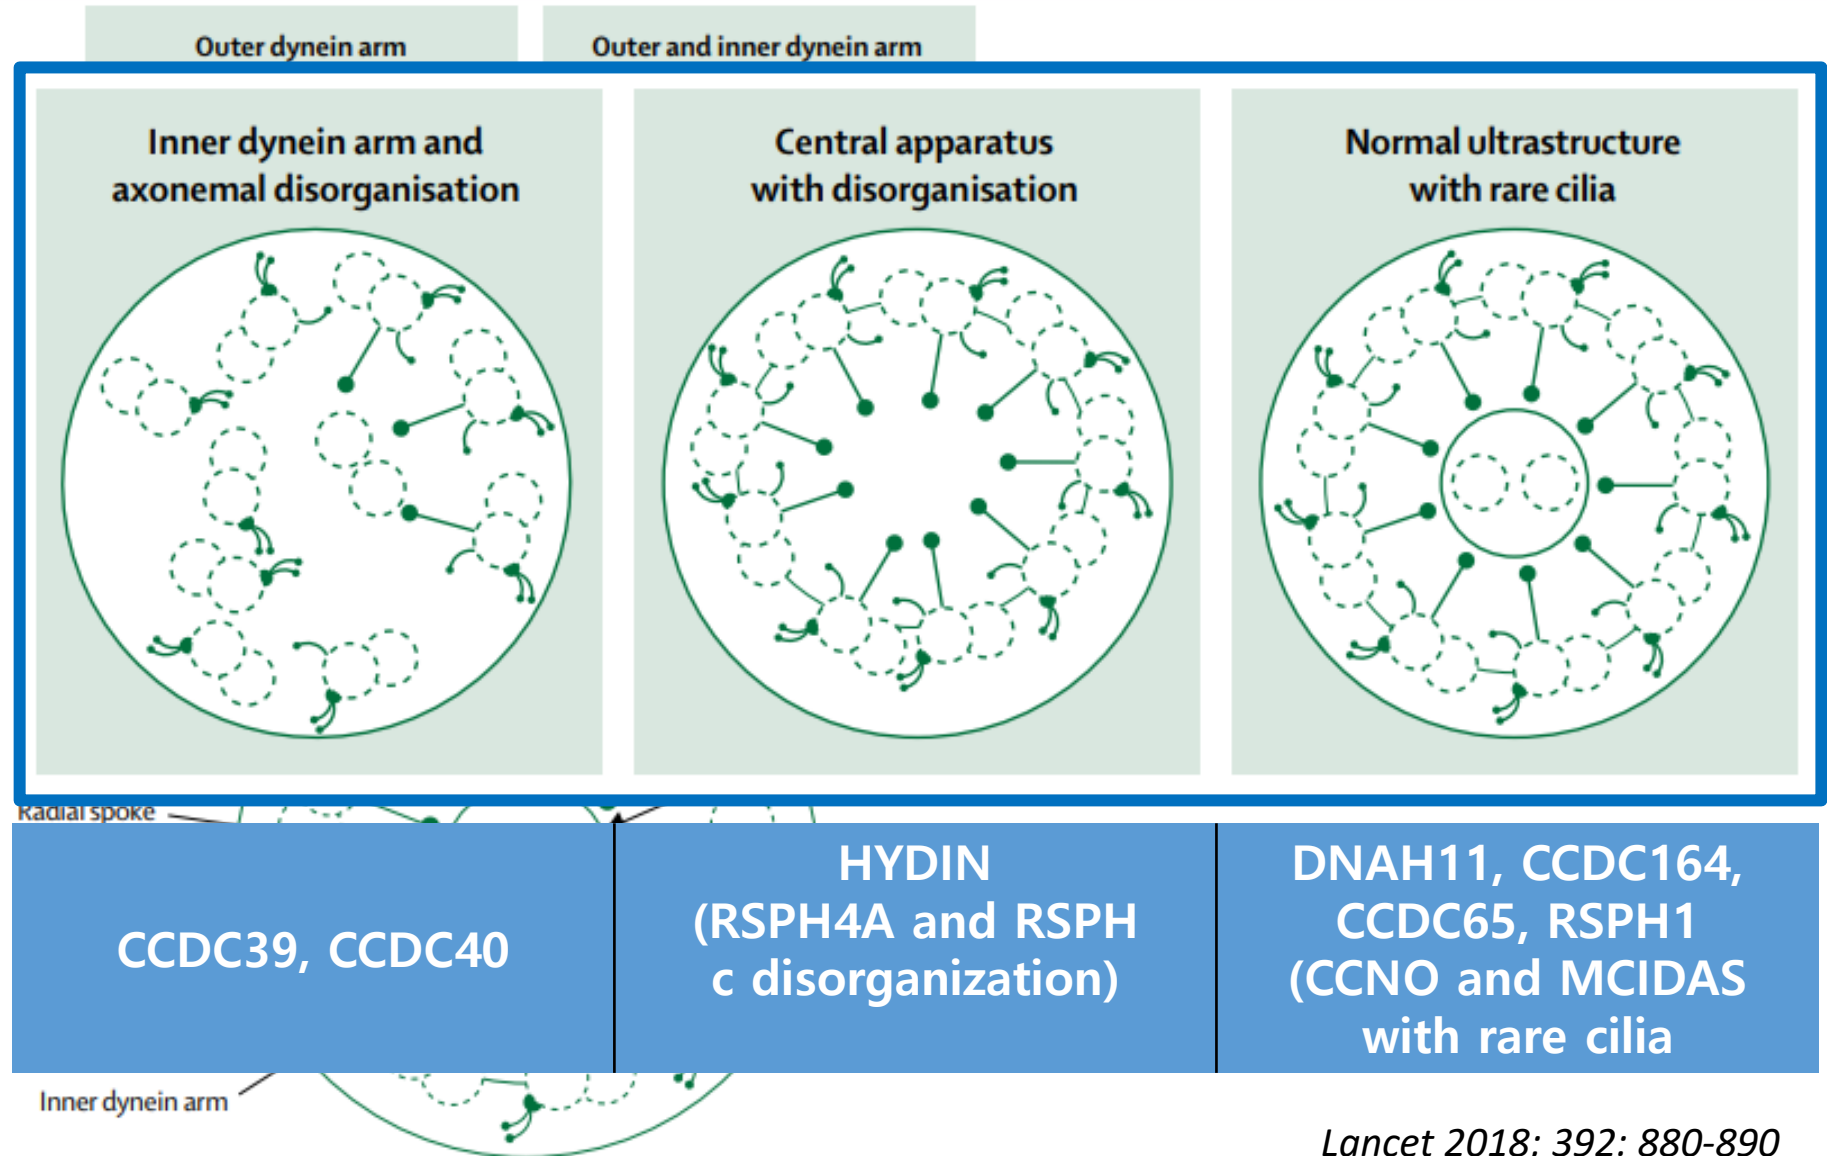 Outer dynein arm
Outer and inner dynein arm
Inner dynein arm and
axonemal disorganisation
Central apparatus
with disorganisation
Normal ultrastructure
with rare cilia
Radial spoke
CCDC39, CCDC40
HYDIN
(RSPH4A and RSPH
c disorganization)
DNAH11, CCDC164,
CCDC65, RSPH1
(CCNO and MCIDAS
with rare cilia
Inner dynein arm
Lancet 2018: 392: 880-890